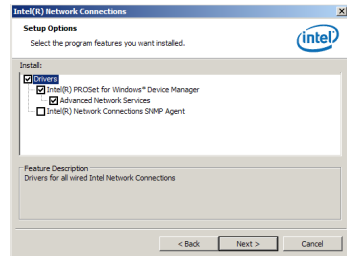 Intel(R) Network Connections
Setup Options
Select the program features you want installed.
intel
Install:
Drivers
Intel(R) PROSet for Windows* Device Manager
Advanced Network Services
Intel(R) Network Connections SNMP Agent
Feature Description
Drivers for all wired Intel Network Connections
< Back
Next >
Cancel